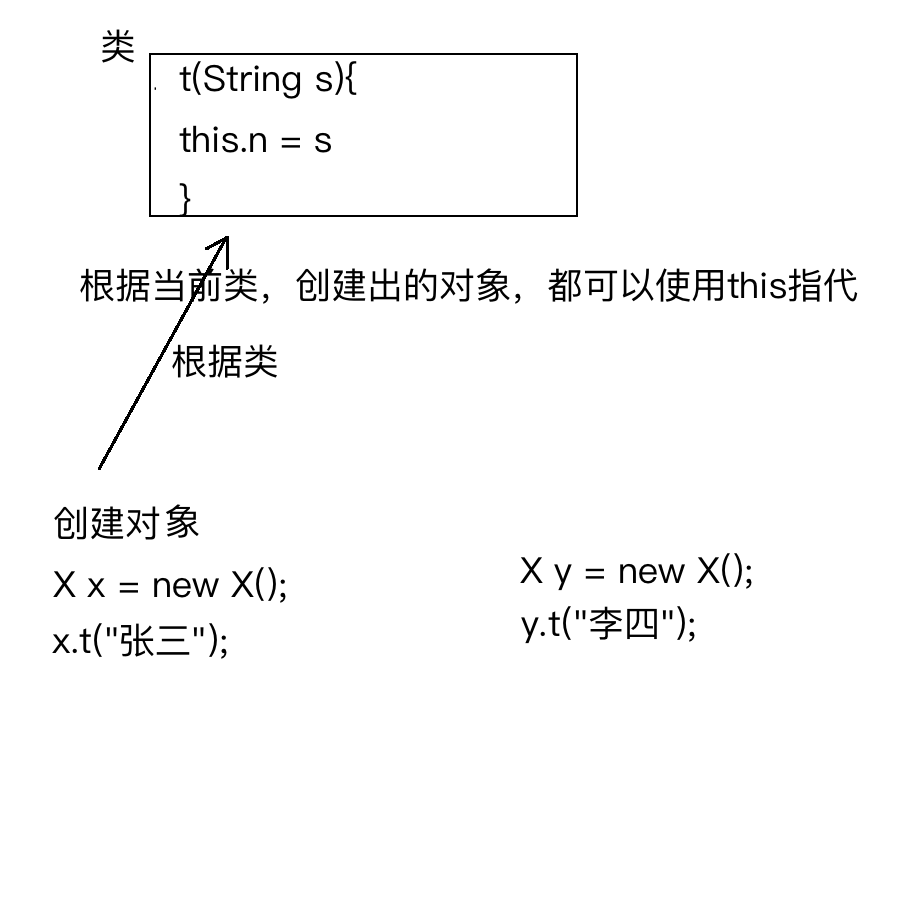 类
t(String s){
this.n = s
}
根据当前类，创建出的对象，都可以使用this指代
根据类
创建对象
X x = new X();
x.t("张三");
X y = new X();
y.t("李四");